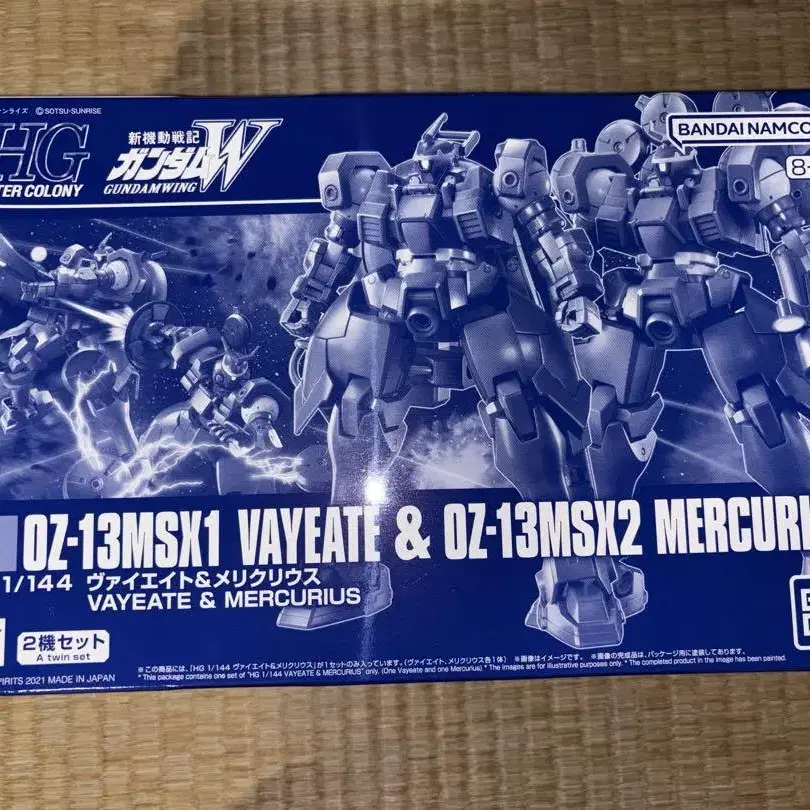 ンライズ ©SOTSU・SUNRISE
HG
TER COLONY
新機動戦記
ガンダムW
GUNDAMWING
BANDAI NAMCO
8-
OZ-13MSX1 VAYEATE & OZ-13MSX2 MERCURI
1/144 ヴァイエイト&メリクリウス
VAYEATE & MERCURIUS
2機セット
A twin set
※この商品には、「HG 1/144 ヴァイエイト&メリクリウス」が1セットのみ入っています。(ヴァイエイト、メリクリウス各1体) ※画像はイメージです。※画像の完成品は、パッケージ用に塗装してあります。
* This package contains one set of "HG 1/144 VAYEATE & MERCURIUS" only. (One Vayeate and one Mercurius) * The images are for illustrative purposes only. * The completed product in the image has been painted.
PIRITS 2021 MADE IN JAPAN